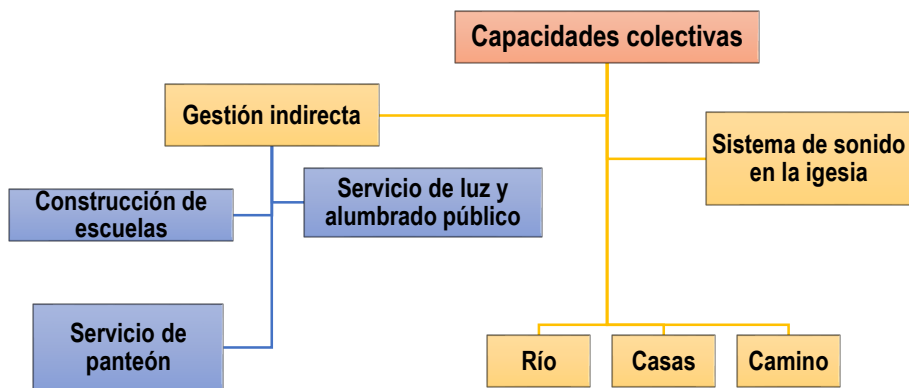 Capacidades colectivas
Gestión indirecta
Sistema de sonido
en la igesia
Servicio de luz y
alumbrado público
Construcción de
escuelas
Servicio de
panteón
Río
Casas
Camino